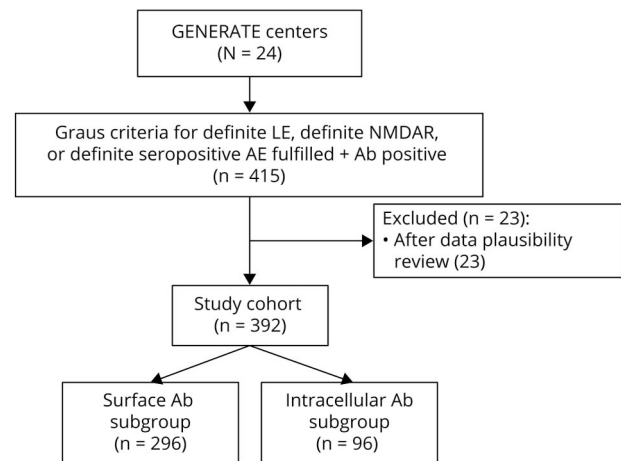 GENERATE centers
(N = 24)
Graus criteria for definite LE, definite NMDAR,
or definite seropositive AE fulfilled + Ab positive
(n = 415)
Excluded (n = 23):
• After data plausibility
review (23)
Study cohort
(n = 392)
Surface Ab
subgroup
(n = 296)
Intracellular Ab
subgroup
(n = 96)